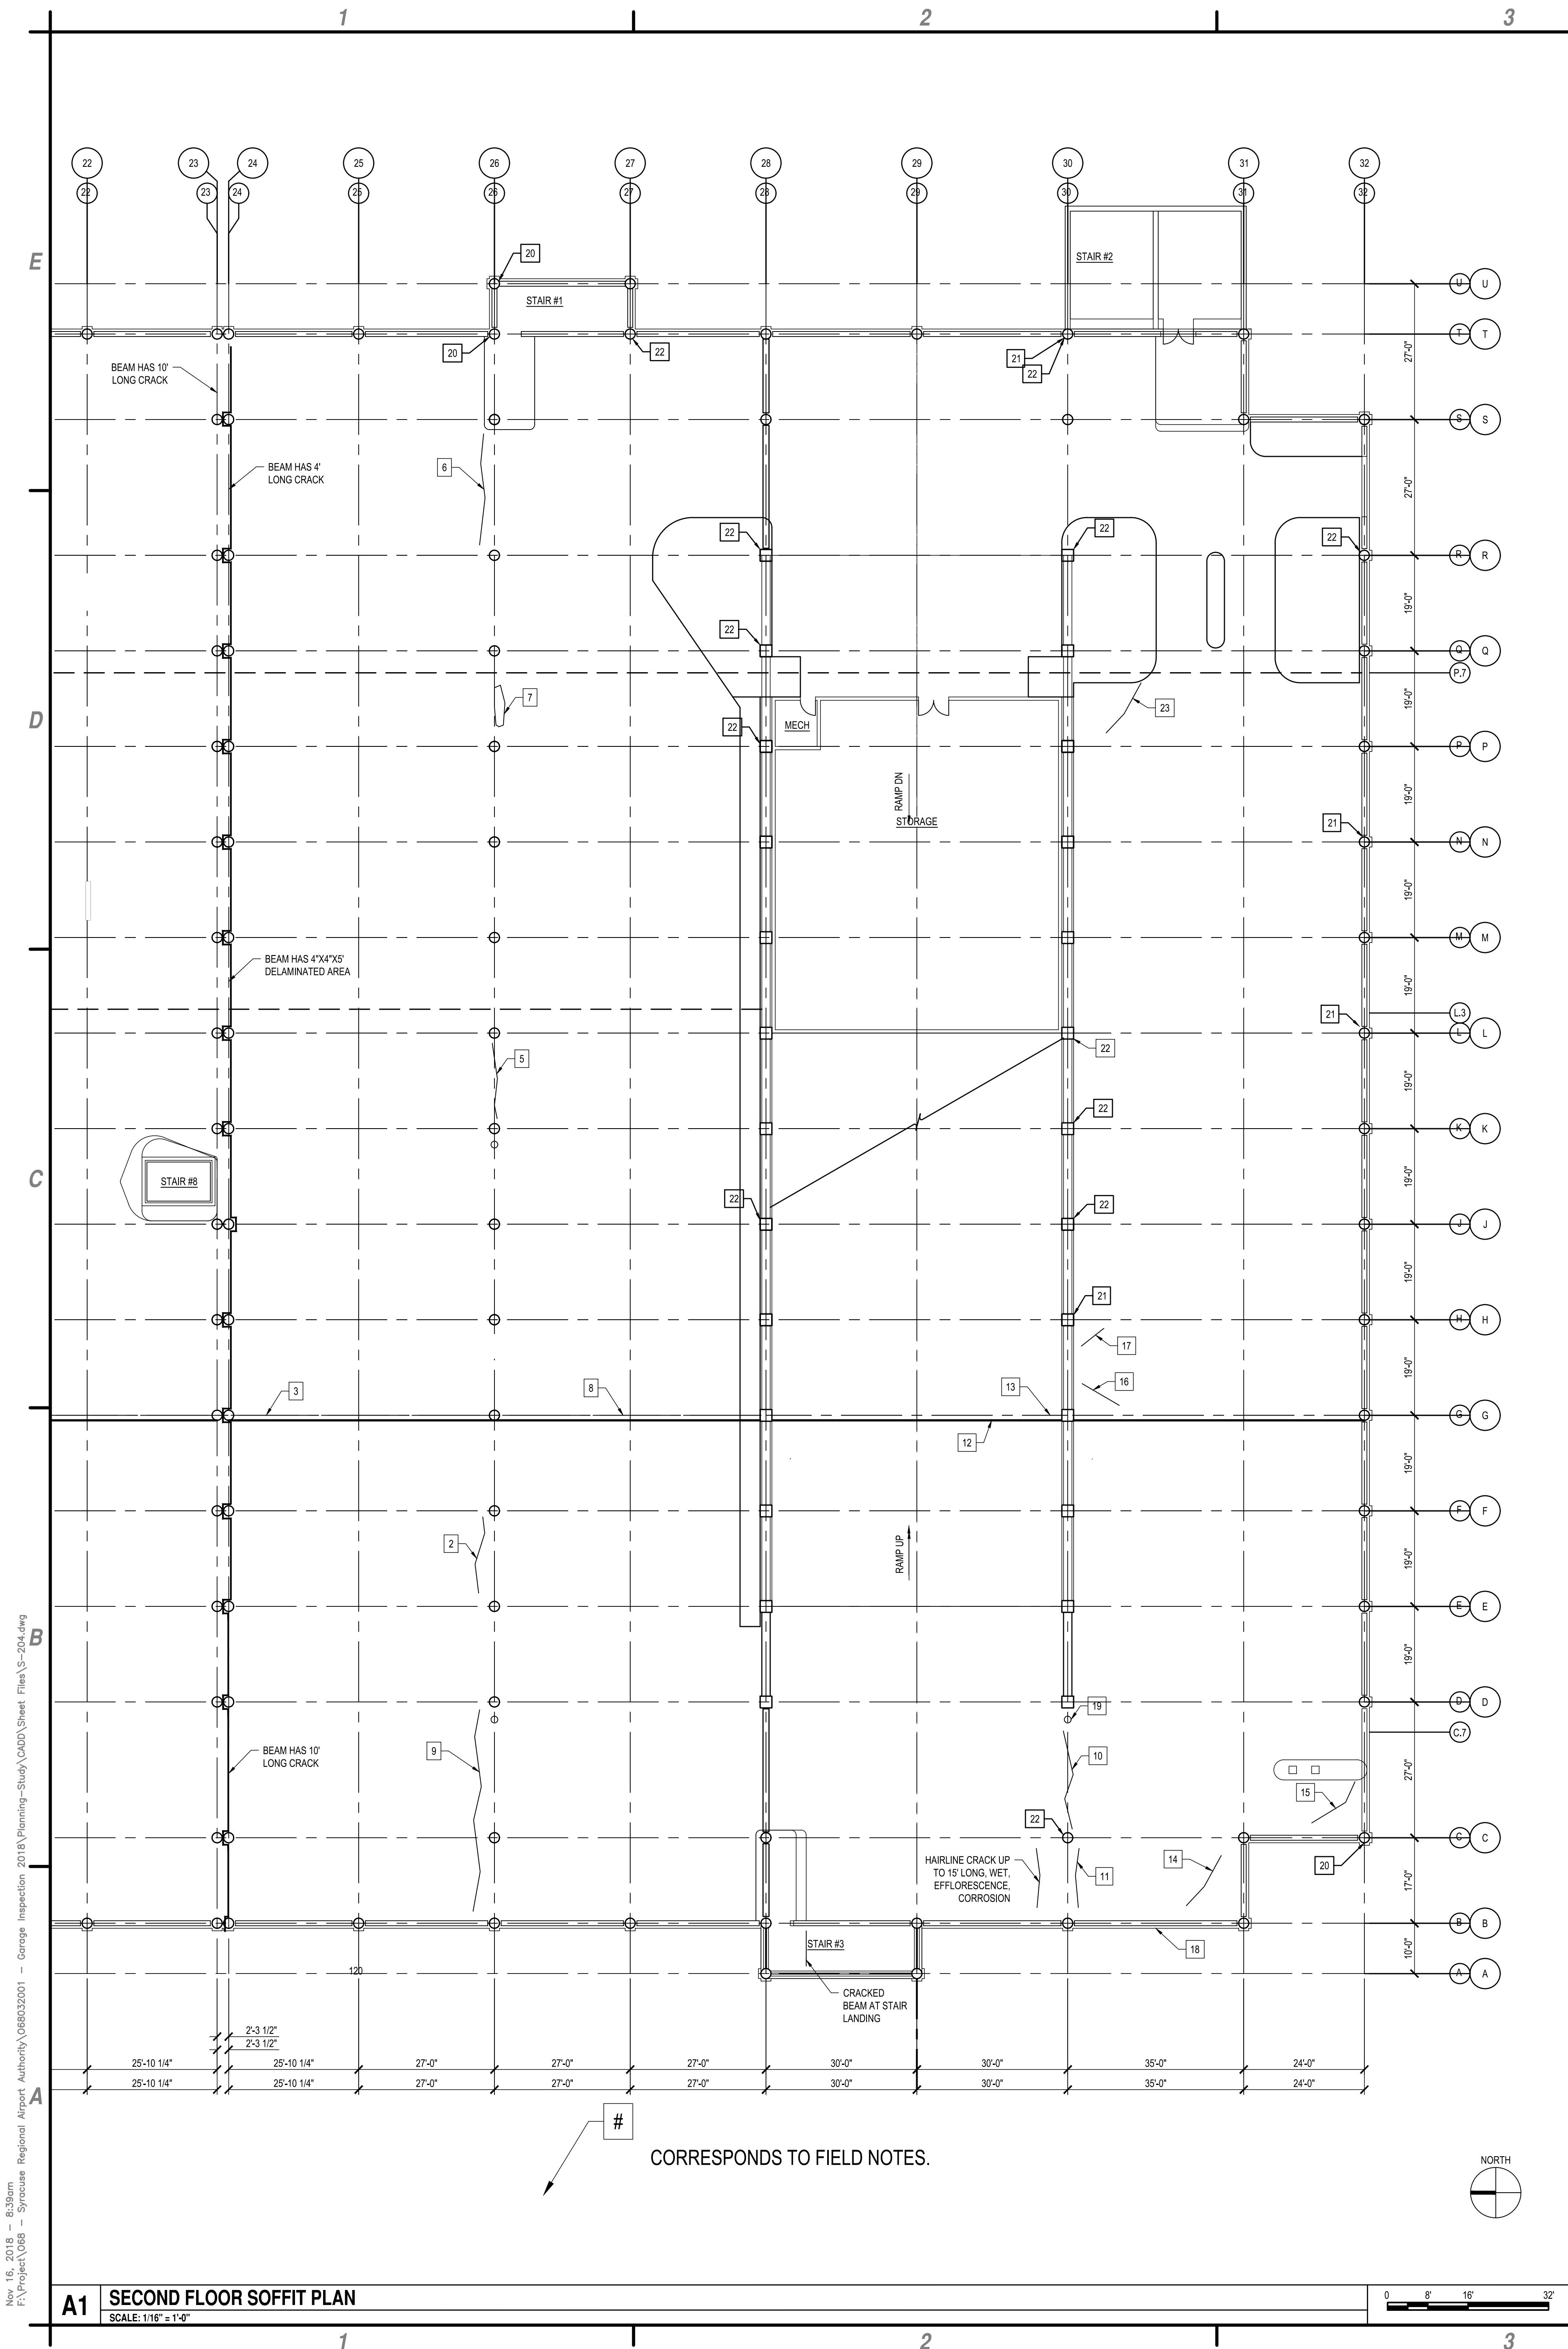 1
2
3
22
23
24
25
26
27
28
29
30
31
32
22
23
24
25
26
27
28
29
30
31
32
E
20
STAIR #2
STAIR #1
U
U
20
22
21
22
T
T
BEAM HAS 10'
LONG CRACK
27'-0"
S
S
BEAM HAS 4'
LONG CRACK
6
27'-0"
22
22
22
R
R
19'-0"
22
Q
Q
P.7
7
23
D
22
MECH
19'-0"
P
P
RAMP DN
STORAGE
19'-0"
21
N
N
19'-0"
M
M
BEAM HAS 4"X4"X5'
DELAMINATED AREA
19'-0"
21
L.3
L
L
5
22
19'-0"
22
K
K
C
STAIR #8
22
22
19'-0"
J
J
19'-0"
21
H
H
17
19'-0"
3
8
13
16
G
G
12
19'-0"
F
F
2
RAMP UP
19'-0"
E
E
B
19'-0"
19
D
D
C.7
BEAM HAS 10'
LONG CRACK
9
10
27'-0"
15
22
C
C
HAIRLINE CRACK UP
TO 15' LONG, WET,
EFFLORESCENCE,
CORROSION
11
14
20
17'-0"
B
B
STAIR #3
18
10'-0"
120
A
A
CRACKED
BEAM AT STAIR
LANDING
2'-3 1/2"
2'-3 1/2"
25'-10 1/4"
25'-10 1/4"
27'-0"
27'-0"
27'-0"
30'-0"
30'-0"
35'-0"
24'-0"
25'-10 1/4"
25'-10 1/4"
27'-0"
27'-0"
27'-0"
30'-0"
30'-0"
35'-0"
24'-0"
A
#
CORRESPONDS TO FIELD NOTES.
NORTH
Nov 16, 2018 – 8:39am
F:\Project\068 – Syracuse Regional Airport Authority\068032001 – Garage Inspection 2018\Planning–Study\CADD\Sheet Files\S–204.dwg
A1
SECOND FLOOR SOFFIT PLAN
SCALE: 1/16" = 1'-0"
0 8' 16' 32'
1
2
3